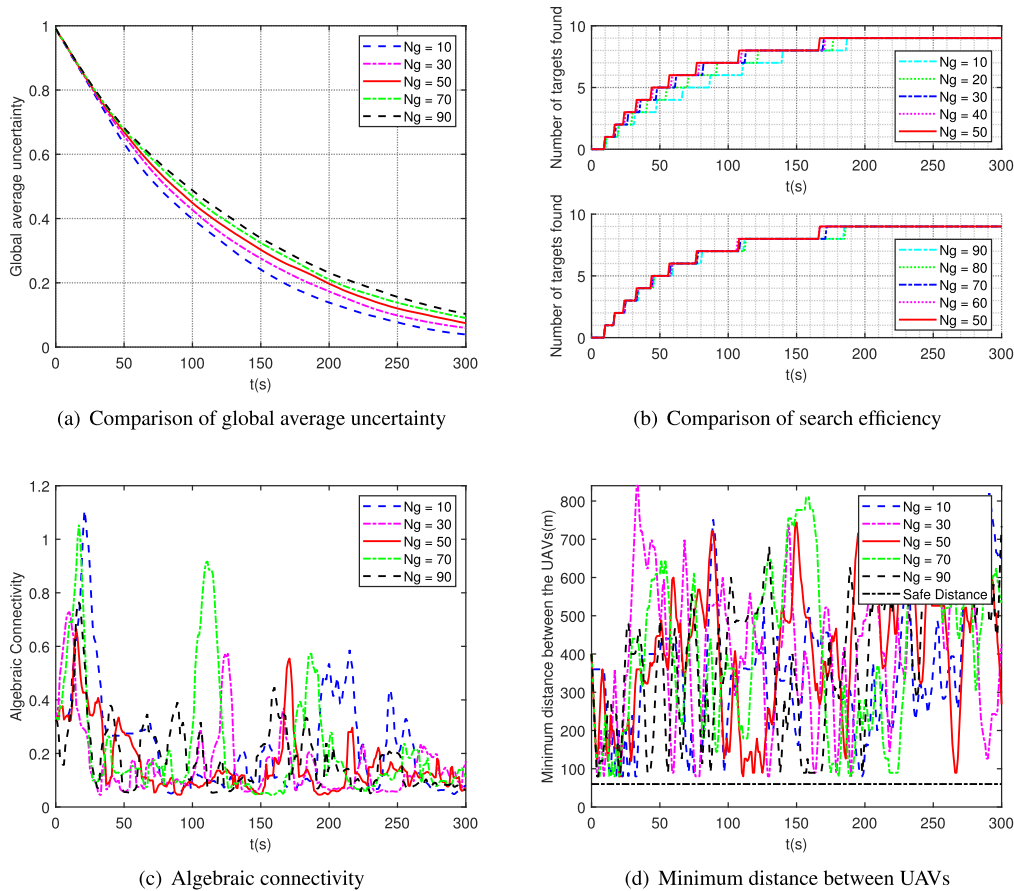 Global average uncertainty
1
0.8
0.6
0.4
0.2
0
0 50 100 150 200 250 300
t(s)
Ng = 10
Ng = 30
Ng = 50
Ng = 70
Ng = 90
(a) Comparison of global average uncertainty
Number of targets found
10
5
0
0 50 100 150 200 250 300
t(s)
Ng = 10
Ng = 20
Ng = 30
Ng = 40
Ng = 50
Number of targets found
10
5
0
0 50 100 150 200 250 300
t(s)
Ng = 90
Ng = 80
Ng = 70
Ng = 60
Ng = 50
(b) Comparison of search efficiency
Algebraic Connectivity
1.2
1
0.8
0.6
0.4
0.2
0
0 50 100 150 200 250 300
t(s)
Ng = 10
Ng = 30
Ng = 50
Ng = 70
Ng = 90
(c) Algebraic connectivity
Minimum distance between the UAVs(m)
800
700
600
500
400
300
200
100
0
0 50 100 150 200 250 300
t(s)
Ng = 10
Ng = 30
Ng = 50
Ng = 70
Ng = 90
Safe Distance
(d) Minimum distance between UAVs